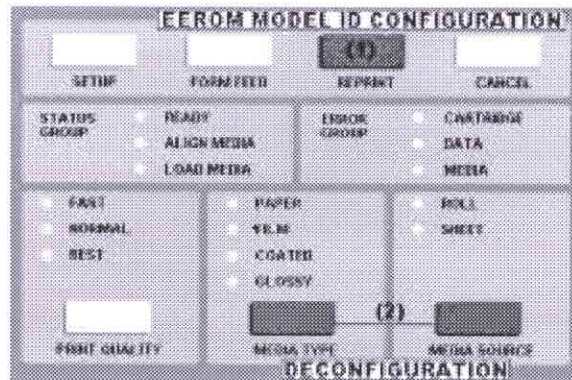 EEROM MODEL ID CONFIGURATION
(1)
SETUP FORM FEED REPRINT CANCEL
STATUS GROUP
READY
ALIGN MEDIA
LOAD MEDIA
ERROR GROUP
CARTRIDGE
DATA
MEDIA
FAST
NORMAL
BEST
PRINT QUALITY
PAPER
FILM
COATED
GLOSSY
MEDIA TYPE
ROLL
SHEET
(2)
MEDIA SOURCE
DECONFIGURATION